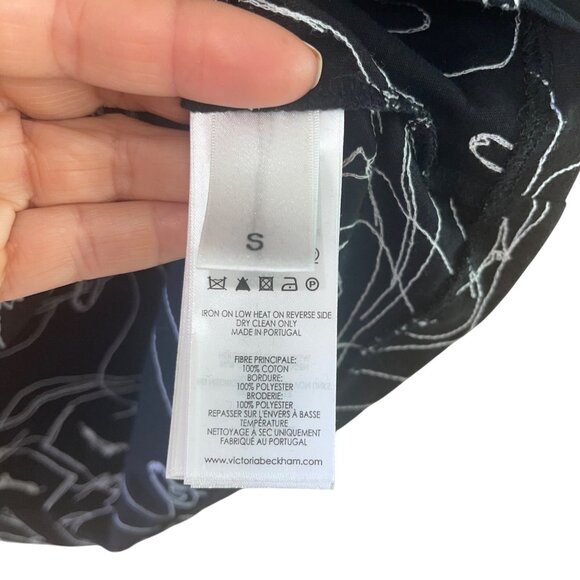 S
IRON ON LOW HEAT ON REVERSE SIDE
DRY CLEAN ONLY
MADE IN PORTUGAL
FIBRE PRINCIPALE:
100% COTON
BORDURE:
100% POLYESTER
BRODERIE:
100% POLYESTER
REPASSER SUR L'ENVERS À BASSE
TEMPÉRATURE
NETTOYAGE À SEC UNIQUEMENT
FABRIQUÉ AU PORTUGAL
www.victoriabeckham.com